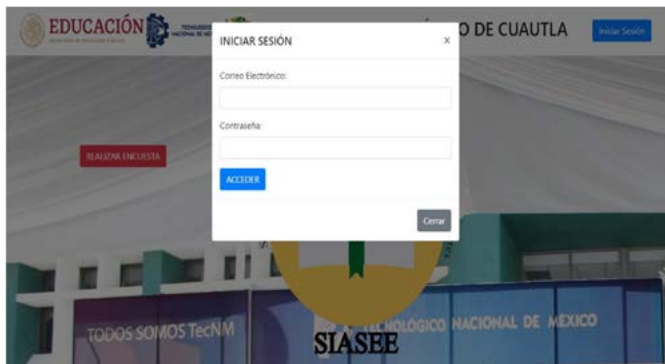 EDUCACIÓN
INICIAR SESIÓN
x
O DE CUAUTLA
Iniciar Sesión
Correo Electrónico:
Contraseña:
REALIZAR ENCUESTA
ACCEDER
Cerrar
TODOS SOMOS TecNM
TECNOLÓGICO NACIONAL DE MEXICO
SIASEE